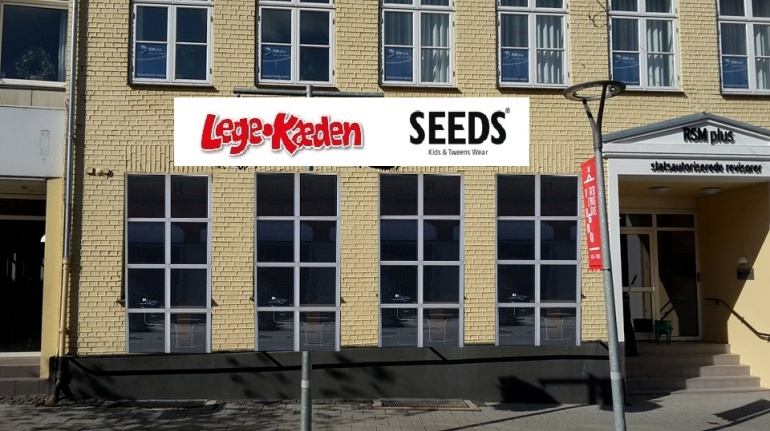 Lege•Kæden
SEEDS®
Kids & Tweens Wear
RSM plus
statsautoriserede revisorer